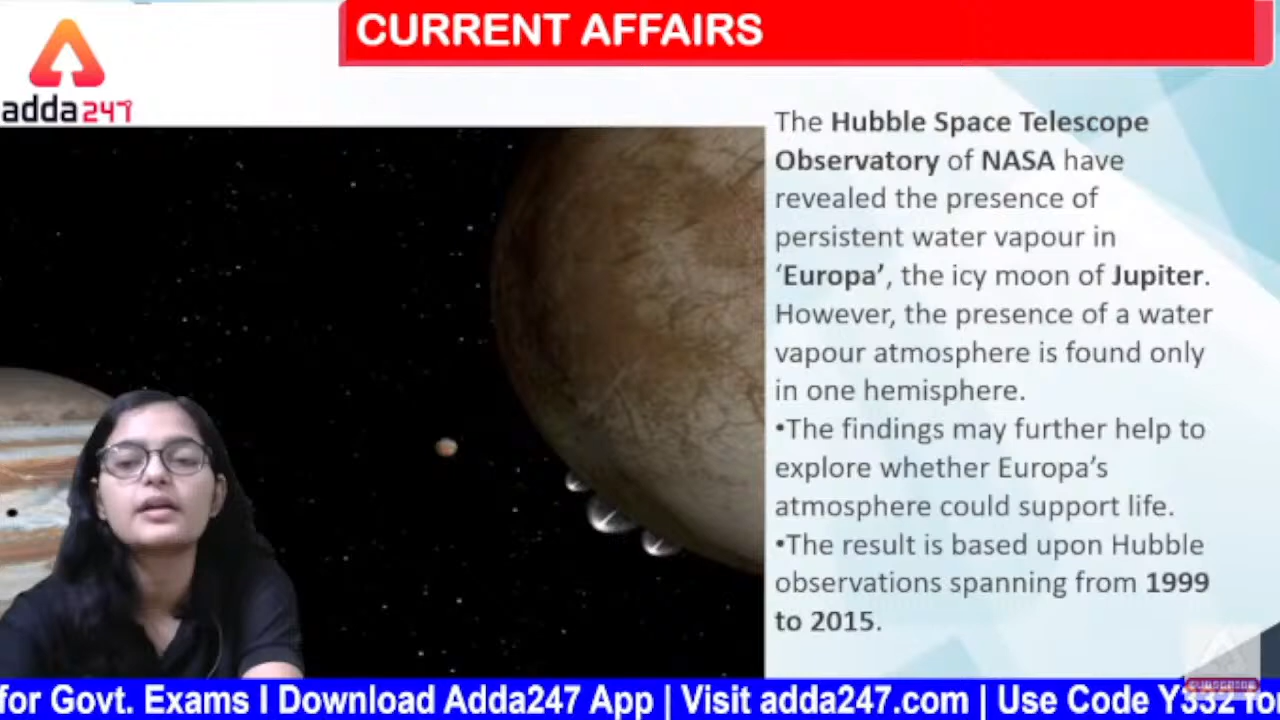 CURRENT AFFAIRS
adda247
The Hubble Space Telescope
Observatory of NASA have
revealed the presence of
persistent water vapour in
‘Europa’, the icy moon of Jupiter.
However, the presence of a water
vapour atmosphere is found only
in one hemisphere.
•The findings may further help to
explore whether Europa’s
atmosphere could support life.
•The result is based upon Hubble
observations spanning from 1999
to 2015.
SUBSCRIBE
for Govt. Exams I Download Adda247 App | Visit adda247.com | Use Code Y332 for